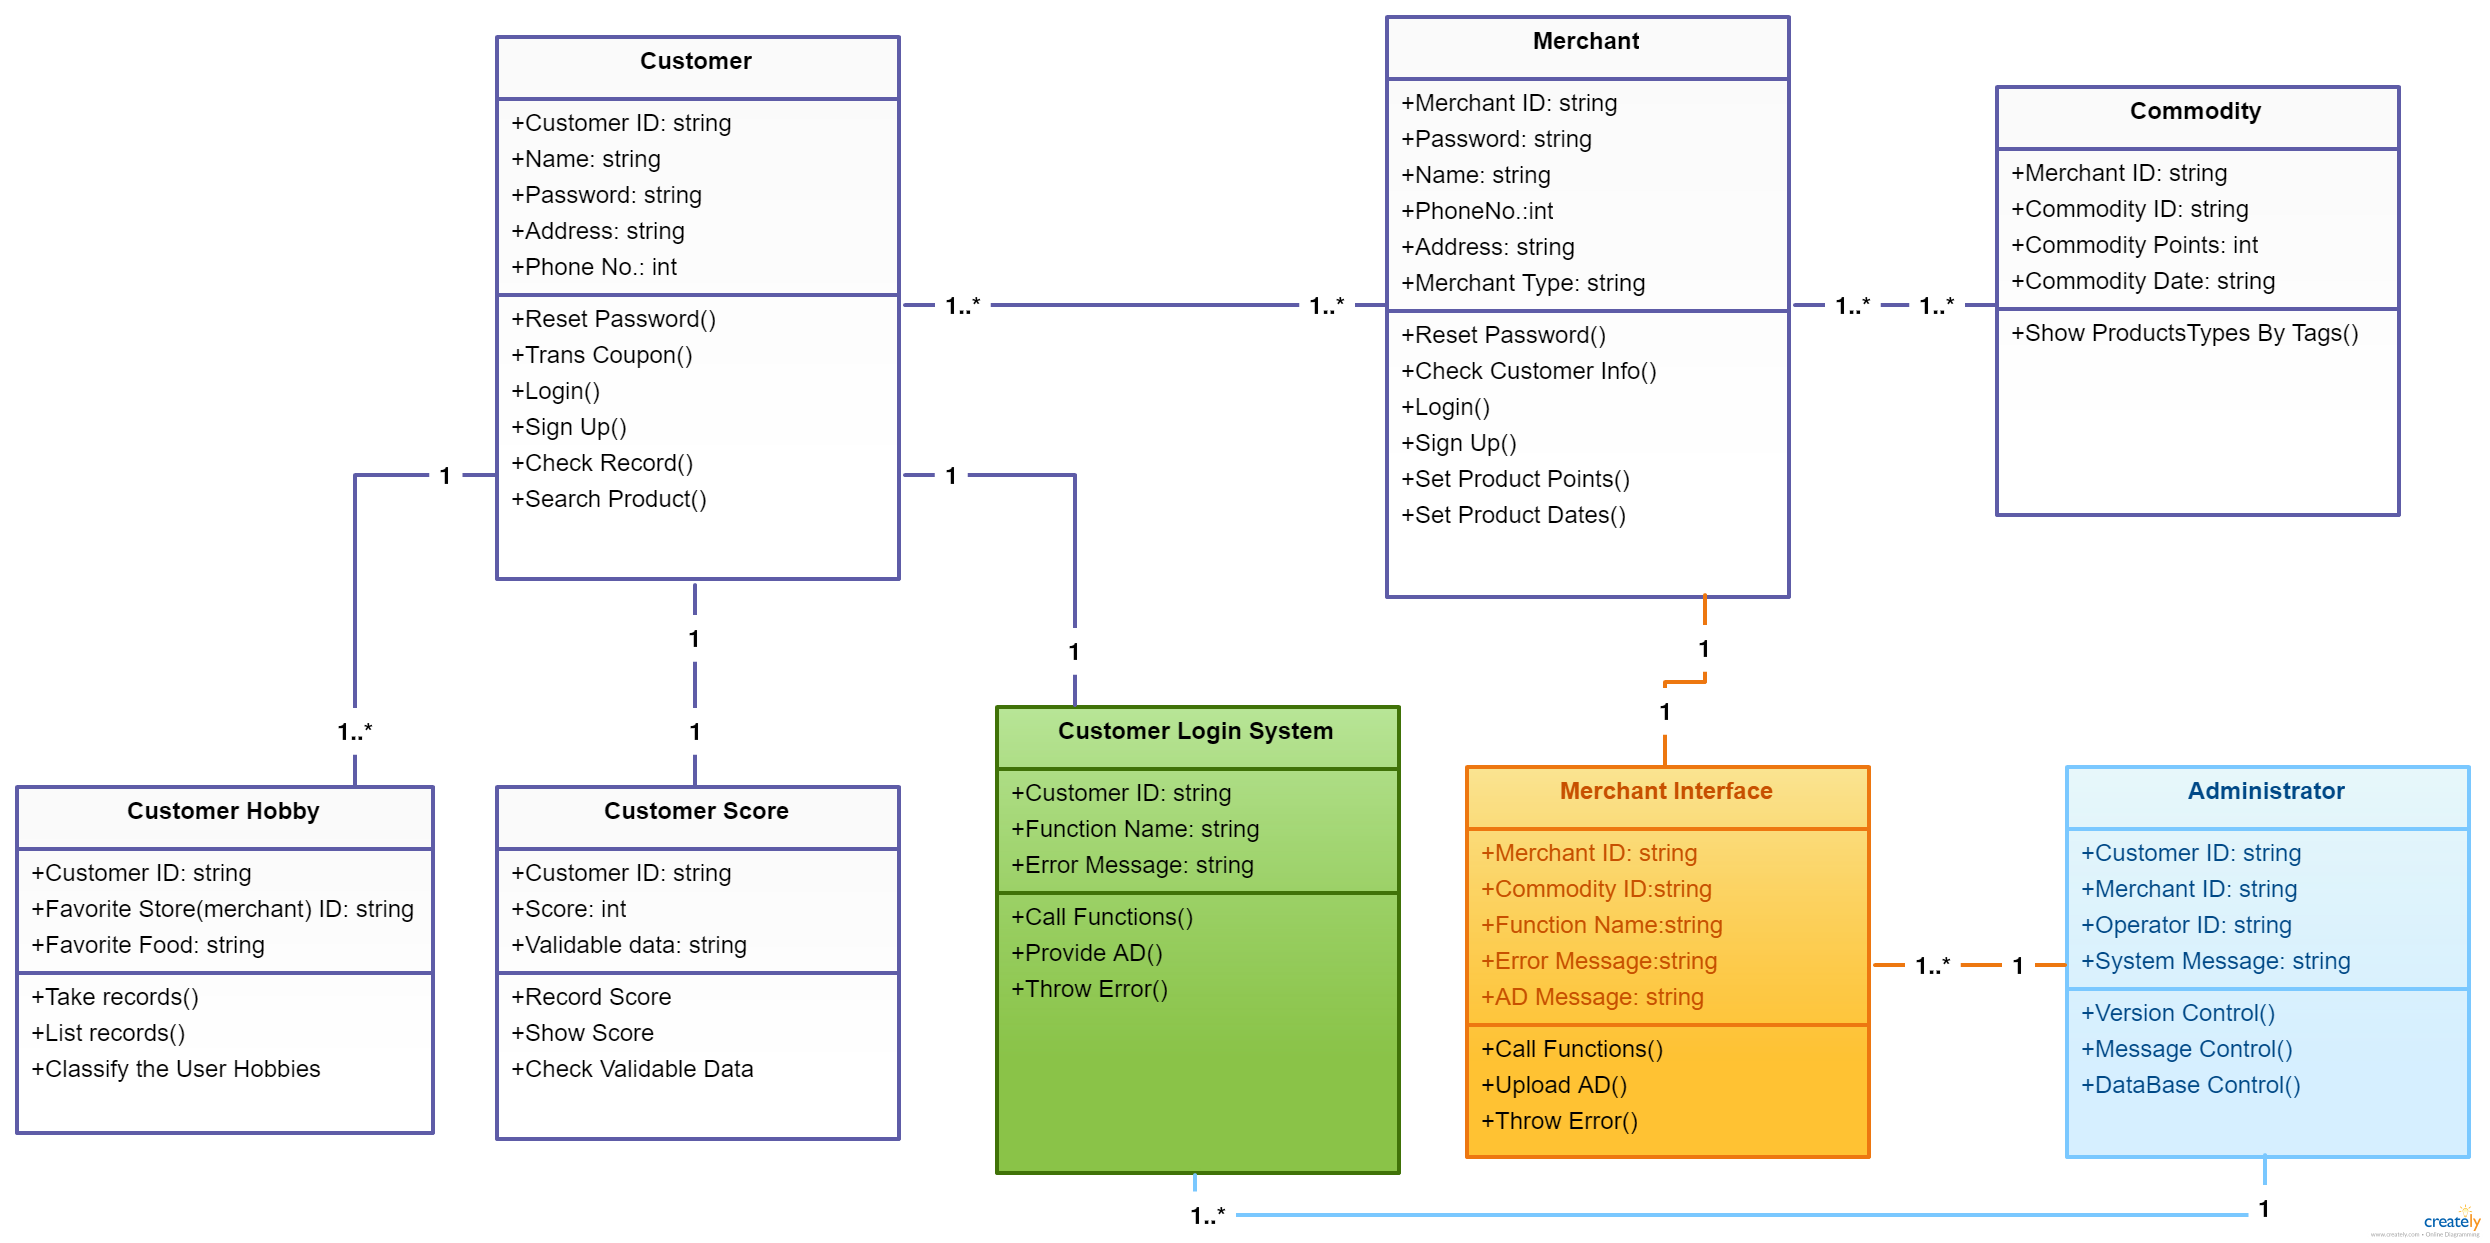 Customer
+Customer ID: string
+Name: string
+Password: string
+Address: string
+Phone No.: int
+Reset Password()
+Trans Coupon()
+Login()
+Sign Up()
+Check Record()
+Search Product()
1..*
1..*
Merchant
+Merchant ID: string
+Password: string
+Name: string
+PhoneNo.:int
+Address: string
+Merchant Type: string
+Reset Password()
+Check Customer Info()
+Login()
+Sign Up()
+Set Product Points()
+Set Product Dates()
1..*
1..*
Commodity
+Merchant ID: string
+Commodity ID: string
+Commodity Points: int
+Commodity Date: string
+Show ProductsTypes By Tags()
1
1..*
1
1
1
1
1
1
Customer Hobby
+Customer ID: string
+Favorite Store(merchant) ID: string
+Favorite Food: string
+Take records()
+List records()
+Classify the User Hobbies
Customer Score
+Customer ID: string
+Score: int
+Validable data: string
+Record Score
+Show Score
+Check Validable Data
Customer Login System
+Customer ID: string
+Function Name: string
+Error Message: string
+Call Functions()
+Provide AD()
+Throw Error()
Merchant Interface
+Merchant ID: string
+Commodity ID:string
+Function Name:string
+Error Message:string
+AD Message: string
+Call Functions()
+Upload AD()
+Throw Error()
1..*
1
Administrator
+Customer ID: string
+Merchant ID: string
+Operator ID: string
+System Message: string
+Version Control()
+Message Control()
+DataBase Control()
1..*
1
creately
www.creately.com • Online Diagramming